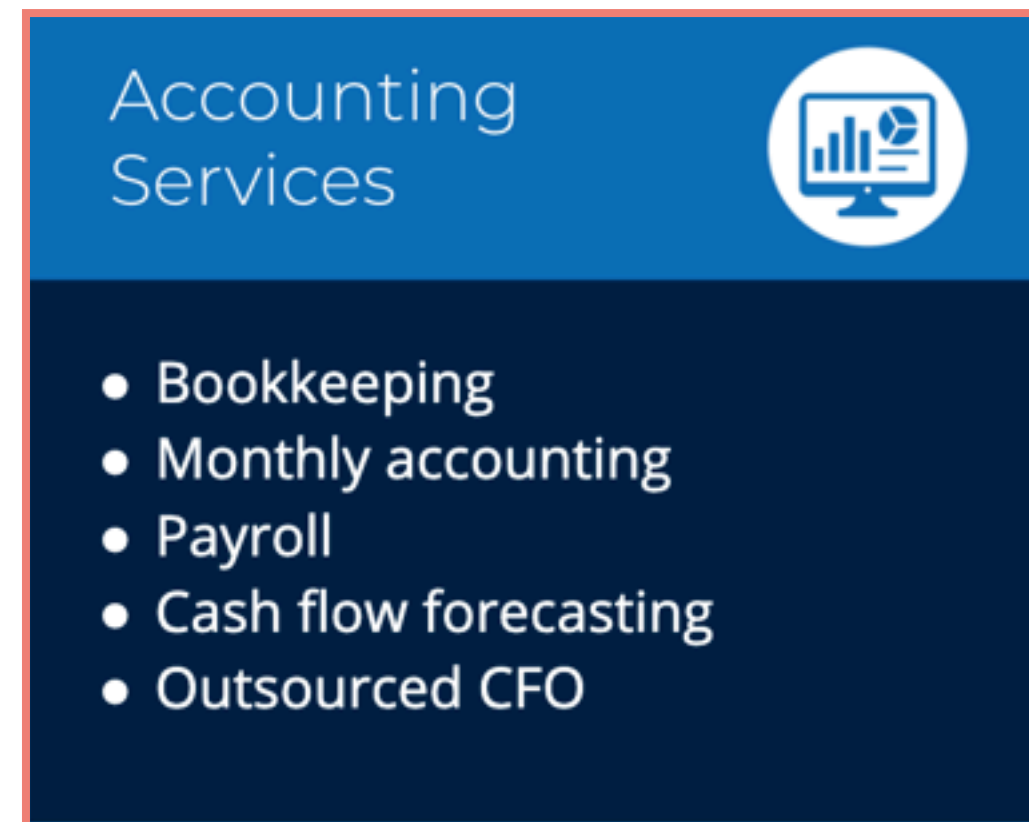 Accounting
Services
● Bookkeeping
● Monthly accounting
● Payroll
● Cash flow forecasting
● Outsourced CFO